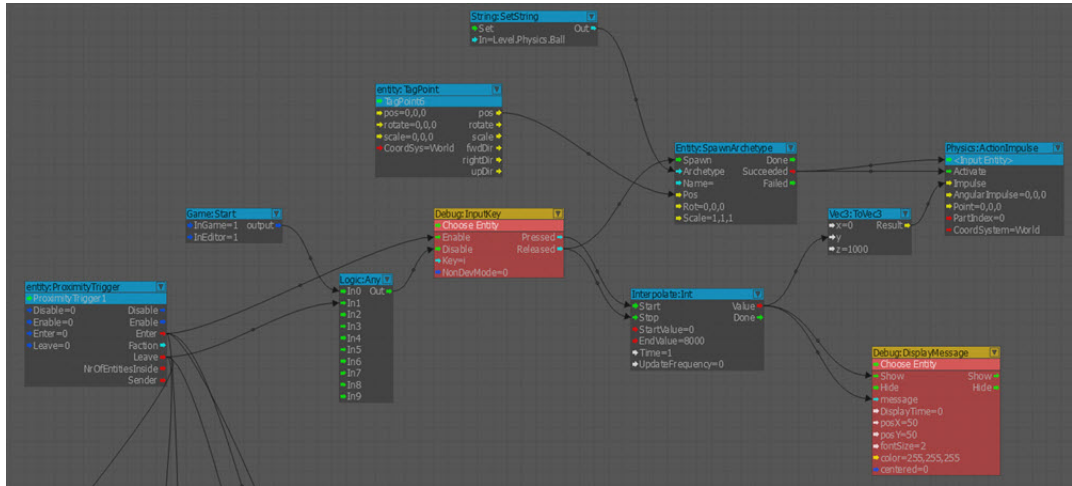 String:SetString
Set Out
In=Level.Physics.Ball
entity:TagPoint
TagPoint6
pos=0,0,0 pos
rotate=0,0,0 rotate
scale=0,0,0 scale
CoordSys=World fwdDir
rightDir
upDir
Entity:SpawnArchetype
Spawn Done
Archetype Succeeded
Name= Failed
Pos
Rot=0,0,0
Scale=1,1,1
Physics:ActionImpulse
<Input Entity>
Activate
Impulse
AngularImpulse=0,0,0
Point=0,0,0
PartIndex=0
CoordSystem=World
Game:Start
InGame=1 output
InEditor=1
Debug:InputKey
Choose Entity
Enable Pressed
Disable Released
Key=i
NonDevMode=0
Vec3:ToVec3
x=0 Result
y
z=1000
entity:ProximityTrigger
ProximityTrigger1
Disable=0 Disable
Enable=0 Enable
Enter=0 Enter
Leave=0 Faction
Leave
NrOfEntitiesInside
Sender
Logic:Any
In0 Out
In1
In2
In3
In4
In5
In6
In7
In8
In9
Interpolate:Int
Start Value
Stop Done
StartValue=0
EndValue=8000
Time=1
UpdateFrequency=0
Debug:DisplayMessage
Choose Entity
Show Show
Hide Hide
message
DisplayTime=0
posX=50
posY=50
fontSize=2
color=255,255,255
centered=0